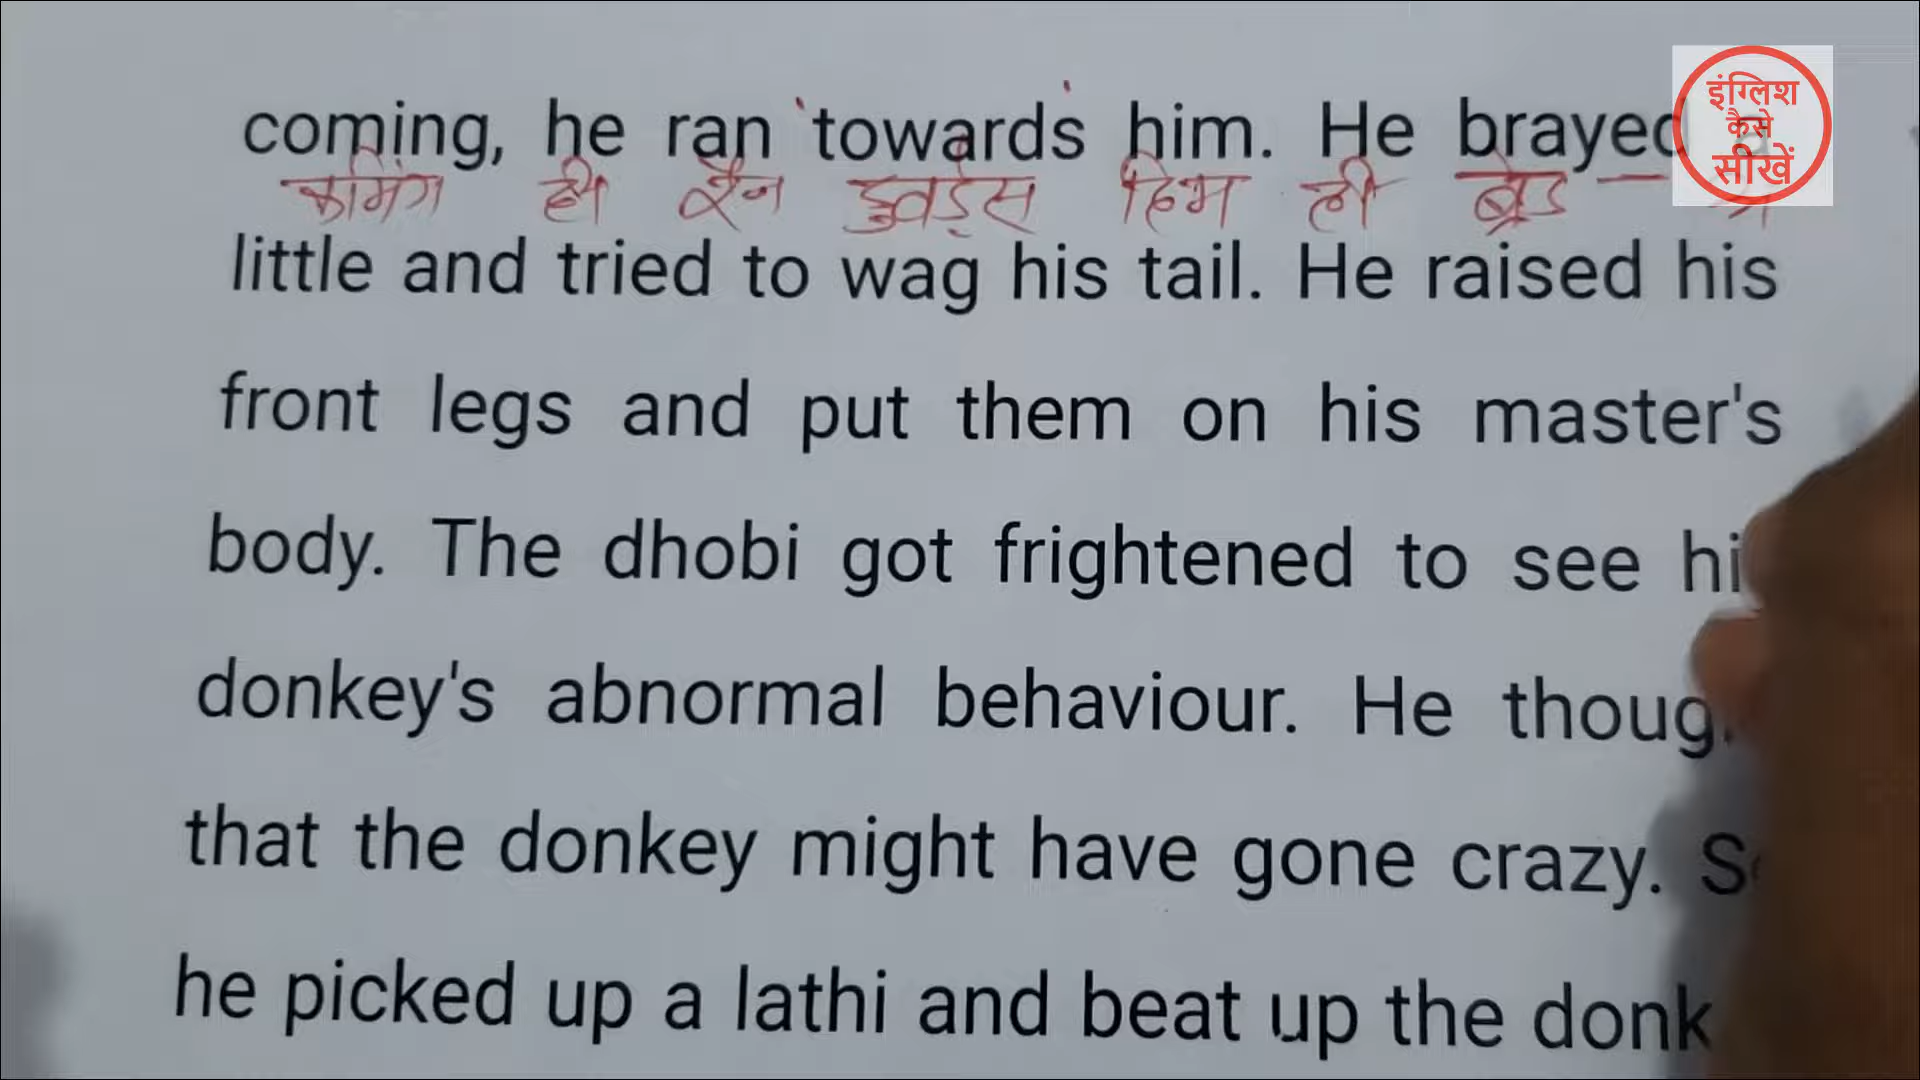 coming, he ran towards him. He brayed a
कमिंग ही रैन टुवर्ड्स हिम ही ब्रेड
little and tried to wag his tail. He raised his
front legs and put them on his master's
body. The dhobi got frightened to see hi
donkey's abnormal behaviour. He thoug
that the donkey might have gone crazy. So
he picked up a lathi and beat up the donk
इंग्लिश
कैसे
सीखें